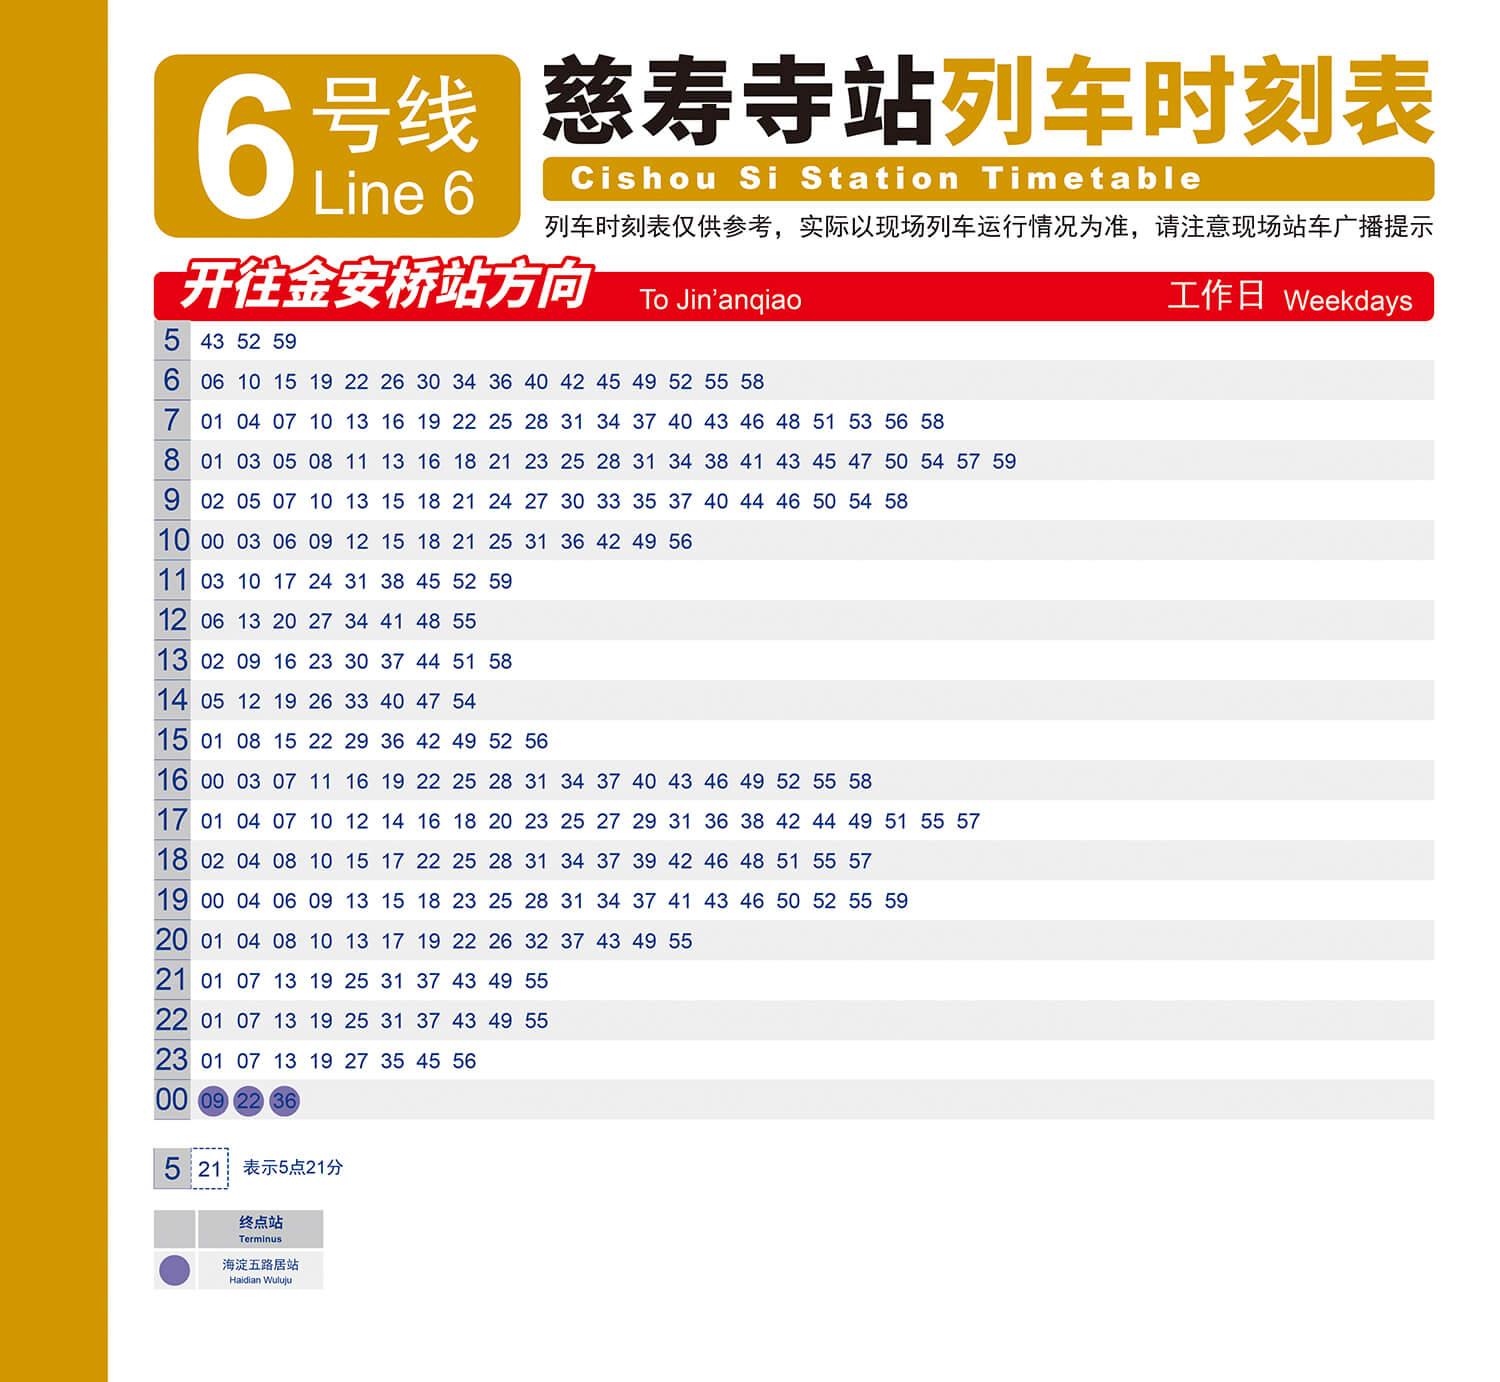 6 号线
Line 6
慈寿寺站列车时刻表
Cishou Si Station Timetable
列车时刻表仅供参考，实际以现场列车运行情况为准，请注意现场站车广播提示
开往金安桥站方向 To Jin'anqiao 工作日 Weekdays
5 43 52 59
6 06 10 15 19 22 26 30 34 36 40 42 45 49 52 55 58
7 01 04 07 10 13 16 19 22 25 28 31 34 37 40 43 46 48 51 53 56 58
8 01 03 05 08 11 13 16 18 21 23 25 28 31 34 38 41 43 45 47 50 54 57 59
9 02 05 07 10 13 15 18 21 24 27 30 33 35 37 40 44 46 50 54 58
10 00 03 06 09 12 15 18 21 25 31 36 42 49 56
11 03 10 17 24 31 38 45 52 59
12 06 13 20 27 34 41 48 55
13 02 09 16 23 30 37 44 51 58
14 05 12 19 26 33 40 47 54
15 01 08 15 22 29 36 42 49 52 56
16 00 03 07 11 16 19 22 25 28 31 34 37 40 43 46 49 52 55 58
17 01 04 07 10 12 14 16 18 20 23 25 27 29 31 36 38 42 44 49 51 55 57
18 02 04 08 10 15 17 22 25 28 31 34 37 39 42 46 48 51 55 57
19 00 04 06 09 13 15 18 23 25 28 31 34 37 41 43 46 50 52 55 59
20 01 04 08 10 13 17 19 22 26 32 37 43 49 55
21 01 07 13 19 25 31 37 43 49 55
22 01 07 13 19 25 31 37 43 49 55
23 01 07 13 19 27 35 45 56
00 09 22 36
5 21 表示5点21分
终点站
Terminus
海淀五路居站
Haidian Wuluju